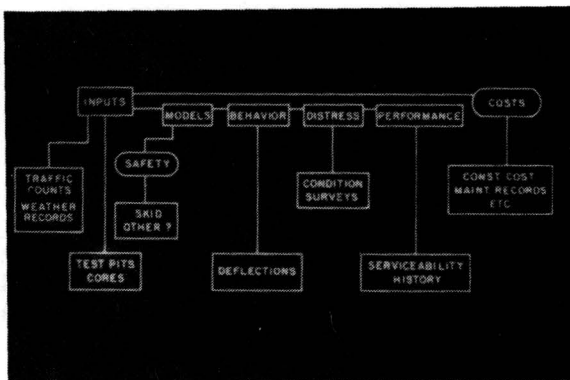 INPUTS
COSTS
MODELS
BEHAVIOR
DISTRESS
PERFORMANCE
SAFETY
TRAFFIC
COUNTS
WEATHER
RECORDS
CONDITION
SURVEYS
CONST COST
MAINT RECORDS
ETC
SKID
OTHER ?
TEST PITS
CORES
DEFLECTIONS
SERVICEABILITY
HISTORY